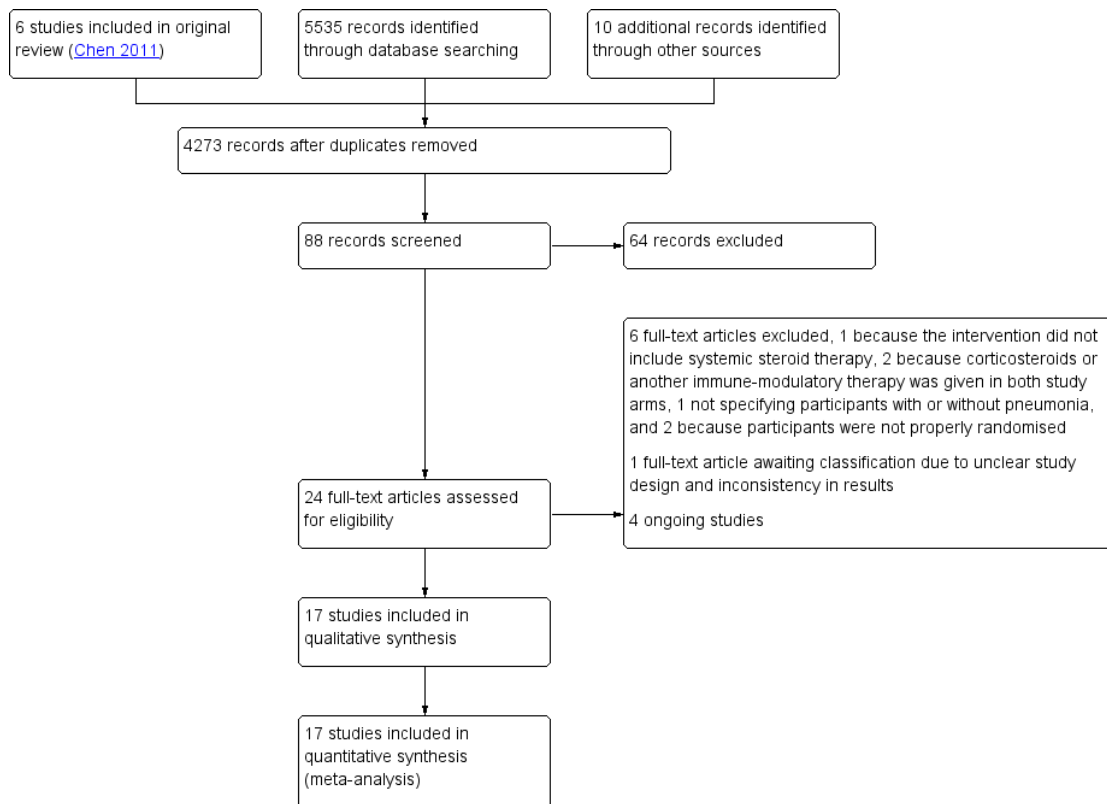 6 studies included in original
review (Chen 2011)
5535 records identified
through database searching
10 additional records identified
through other sources
4273 records after duplicates removed
88 records screened
64 records excluded
6 full-text articles excluded, 1 because the intervention did not
include systemic steroid therapy, 2 because corticosteroids or
another immune-modulatory therapy was given in both study
arms, 1 not specifying participants with or without pneumonia,
and 2 because participants were not properly randomised
1 full-text article awaiting classification due to unclear study
design and inconsistency in results
4 ongoing studies
24 full-text articles assessed
for eligibility
17 studies included in
qualitative synthesis
17 studies included in
quantitative synthesis
(meta-analysis)